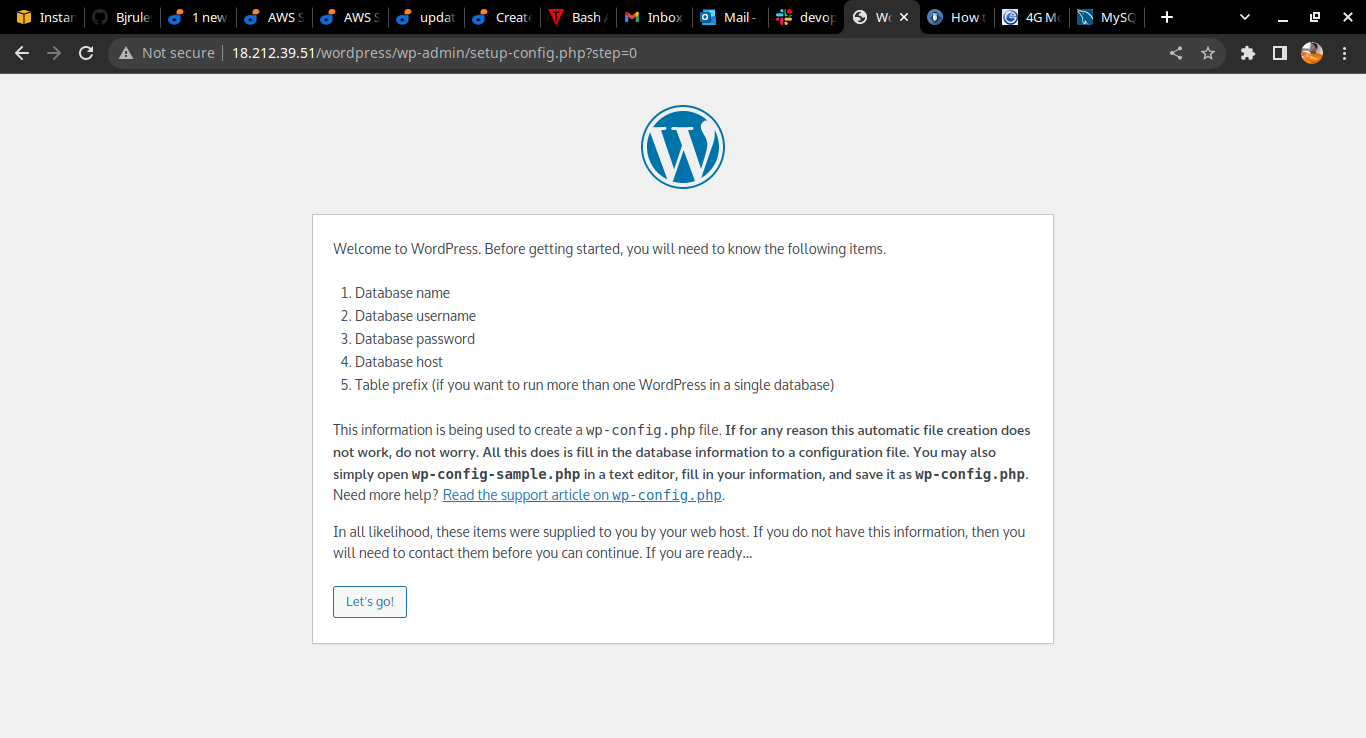 Instan
Bjrule
1 new
AWS S
AWS S
updat
Create
Bash
Inbox
Mail -
devop
Wo
How t
4G Mo
MySQ
Not secure
18.212.39.51/wordpress/wp-admin/setup-config.php?step=0
Welcome to WordPress. Before getting started, you will need to know the following items.
1. Database name
2. Database username
3. Database password
4. Database host
5. Table prefix (if you want to run more than one WordPress in a single database)
This information is being used to create a wp-config.php file. If for any reason this automatic file creation does
not work, do not worry. All this does is fill in the database information to a configuration file. You may also
simply open wp-config-sample.php in a text editor, fill in your information, and save it as wp-config.php.
Need more help? Read the support article on wp-config.php.
In all likelihood, these items were supplied to you by your web host. If you do not have this information, then you
will need to contact them before you can continue. If you are ready...
Let's go!